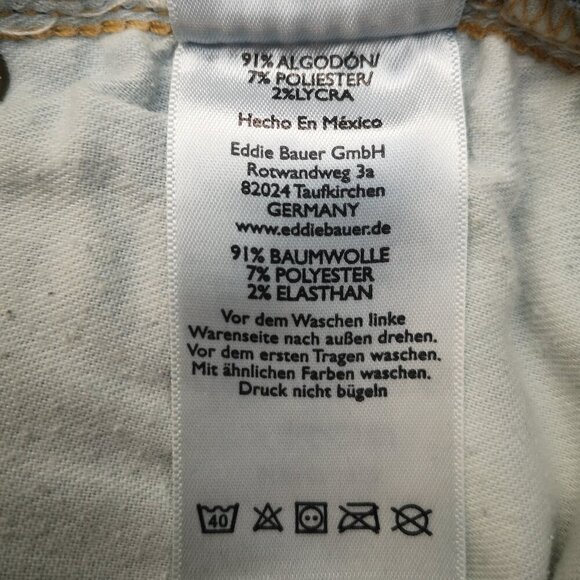 91% ALGODÓN/
7% POLIESTER/
2%LYCRA
Hecho En México
Eddie Bauer GmbH
Rotwandweg 3a
82024 Taufkirchen
GERMANY
www.eddiebauer.de
91% BAUMWOLLE
7% POLYESTER
2% ELASTHAN
Vor dem Waschen linke
Warenseite nach außen drehen.
Vor dem ersten Tragen waschen.
Mit ähnlichen Farben waschen.
Druck nicht bügeln
40